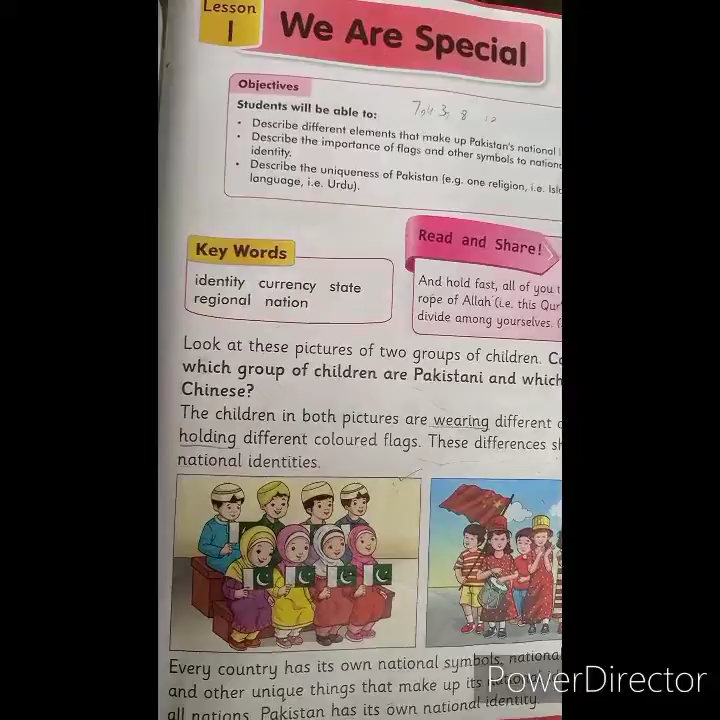 Lesson
1
We Are Special
Objectives
Students will be able to:
• Describe different elements that make up Pakistan's national
• Describe the importance of flags and other symbols to
identity.
• Describe the uniqueness of Pakistan (e.g. one religion, i.e.
language, i.e. Urdu).
Key Words
identity currency state
regional nation
Read and Share!
And hold fast, all of you
rope of Allah (i.e. this
divide among yourselves.
Look at these pictures of two groups of children.
which group of children are Pakistani and which
Chinese?
The children in both pictures are wearing different
holding different coloured flags. These differences
national identities.
Every country has its own national symbols, national
and other unique things that make up its
all nations, Pakistan has its own national identity.
PowerDirector